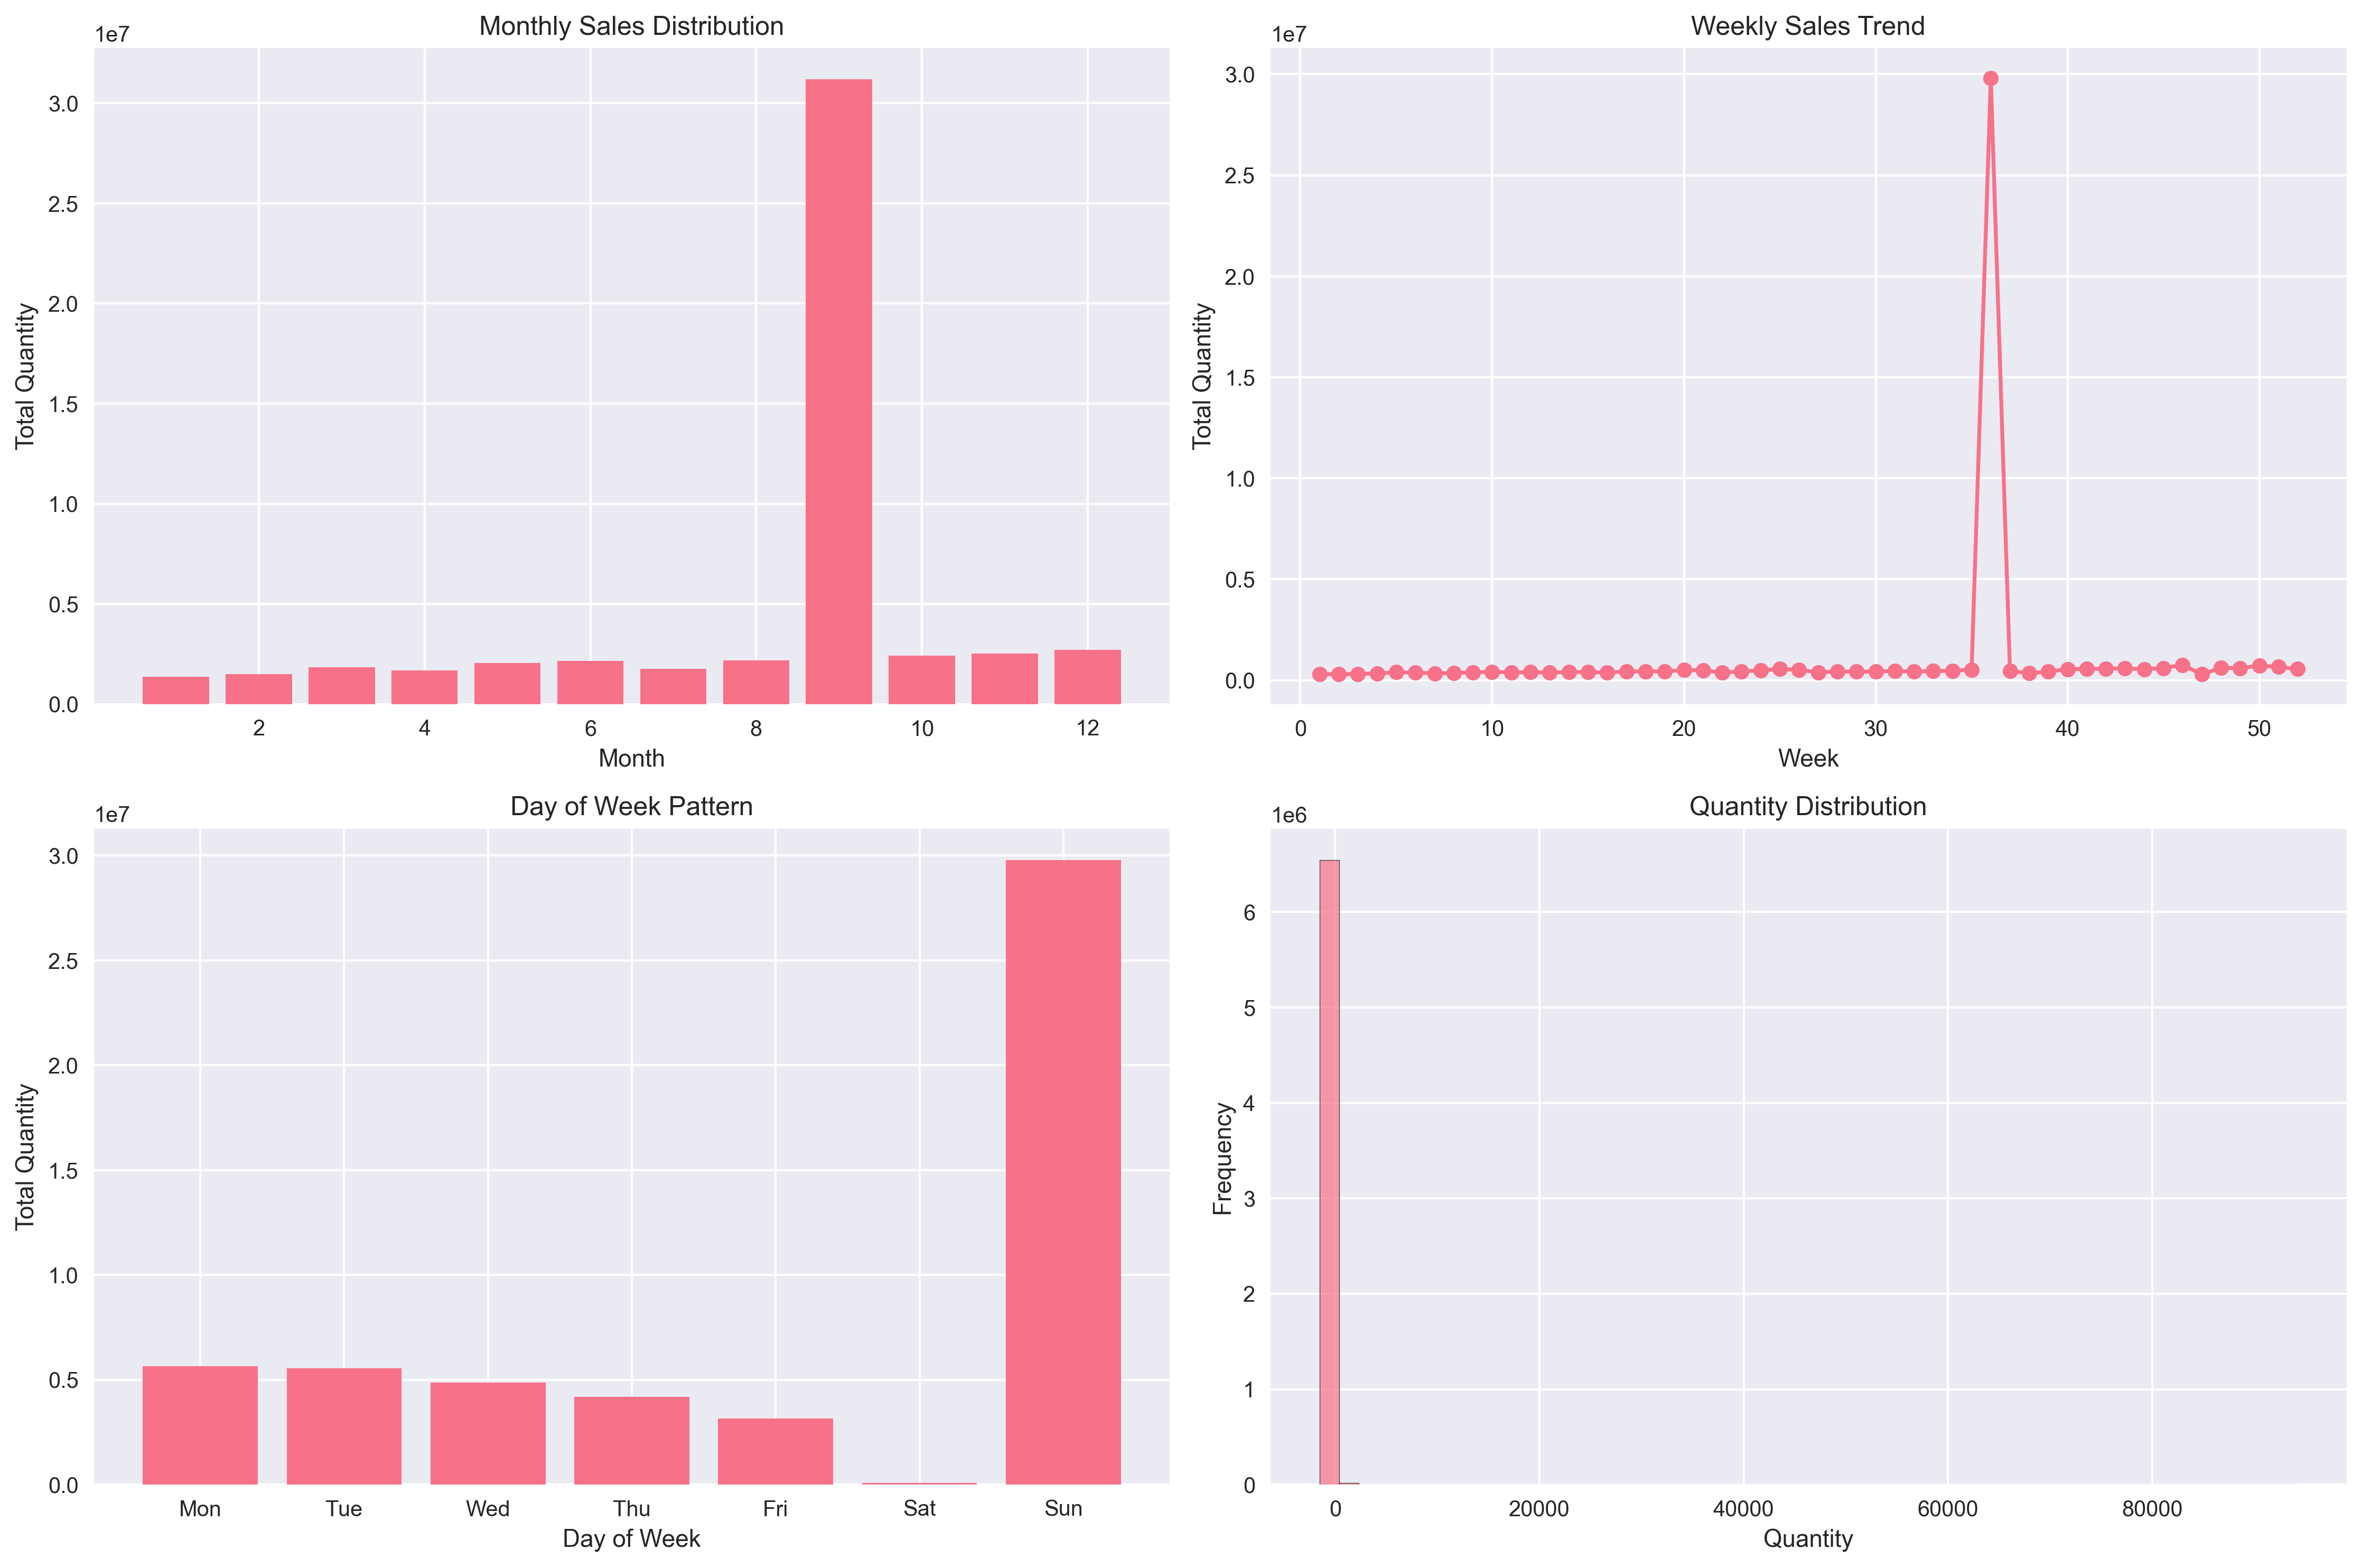 Monthly Sales Distribution
1e7
3.0
2.5
2.0
1.5
1.0
0.5
0.0
Total Quantity
2 4 6 8 10 12
Month
Weekly Sales Trend
1e7
3.0
2.5
2.0
1.5
1.0
0.5
0.0
Total Quantity
0 10 20 30 40 50
Week
Day of Week Pattern
1e7
3.0
2.5
2.0
1.5
1.0
0.5
0.0
Total Quantity
Mon Tue Wed Thu Fri Sat Sun
Day of Week
Quantity Distribution
1e6
6
5
4
3
2
1
0
Frequency
0 20000 40000 60000 80000
Quantity